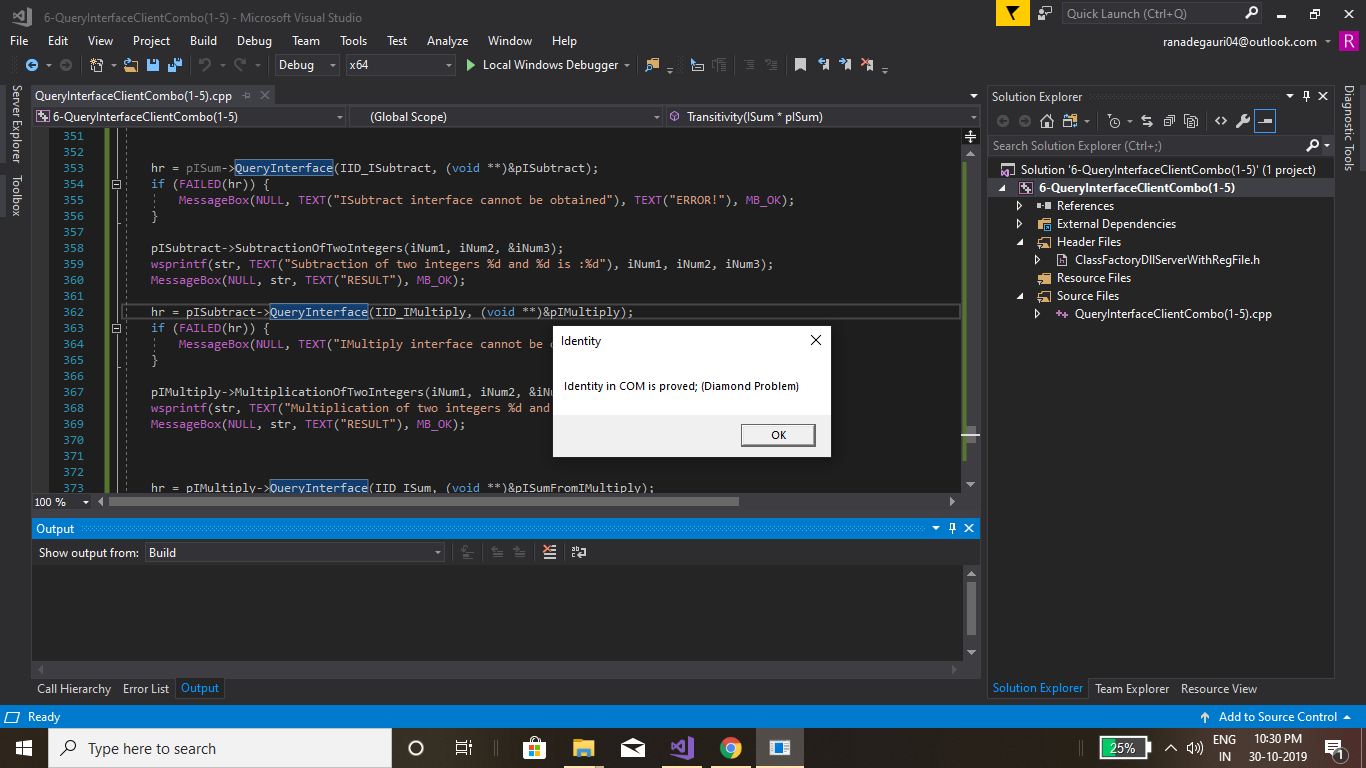 6-QueryInterfaceClientCombo(1-5) - Microsoft Visual Studio
Quick Launch (Ctrl+Q)
File Edit View Project Build Debug Team Tools Test Analyze Window Help
ranadegauri04@outlook.com R
Debug x64 Local Windows Debugger
Server Explorer
Toolbox
QueryInterfaceClientCombo(1-5).cpp
6-QueryInterfaceClientCombo(1-5) (Global Scope) Transitivity(ISum * pISum)
351
352
353 hr = pISum->QueryInterface(IID_ISubtract, (void **)&pISubtract);
354 if (FAILED(hr)) {
355 MessageBox(NULL, TEXT("ISubtract interface cannot be obtained"), TEXT("ERROR!"), MB_OK);
356 }
357
358 pISubtract->SubtractionOfTwoIntegers(iNum1, iNum2, &iNum3);
359 wsprintf(str, TEXT("Subtraction of two integers %d and %d is :%d"), iNum1, iNum2, iNum3);
360 MessageBox(NULL, str, TEXT("RESULT"), MB_OK);
361
362 hr = pISubtract->QueryInterface(IID_IMultiply, (void **)&pIMultiply);
363 if (FAILED(hr)) {
364 MessageBox(NULL, TEXT("IMultiply interface cannot be
365 }
366
367 pIMultiply->MultiplicationOfTwoIntegers(iNum1, iNum2, &iNu
368 wsprintf(str, TEXT("Multiplication of two integers %d and
369 MessageBox(NULL, str, TEXT("RESULT"), MB_OK);
370
371
372
373 hr = pIMultiply->QueryInterface(IID_ISum, (void **)&pISumFromIMultiply);
100 %
Identity
Identity in COM is proved; (Diamond Problem)
OK
Output
Show output from: Build
Call Hierarchy Error List Output
Solution Explorer
Search Solution Explorer (Ctrl+;)
Solution '6-QueryInterfaceClientCombo(1-5)' (1 project)
6-QueryInterfaceClientCombo(1-5)
References
External Dependencies
Header Files
ClassFactoryDllServerWithRegFile.h
Resource Files
Source Files
QueryInterfaceClientCombo(1-5).cpp
Solution Explorer Team Explorer Resource View
Diagnostic Tools
Ready
Add to Source Control
Type here to search
25%
ENG
IN
10:30 PM
30-10-2019
1